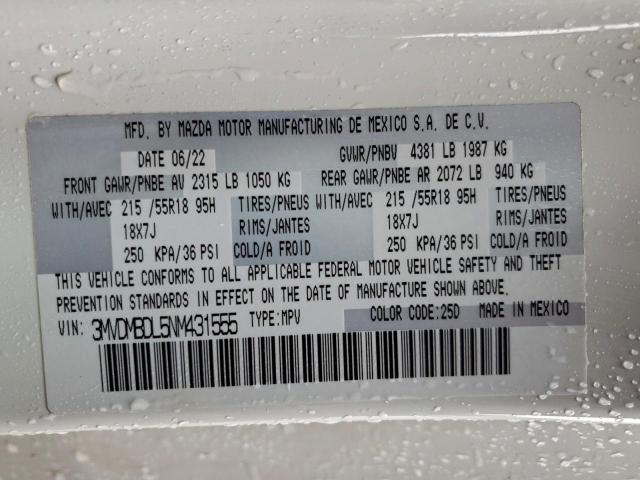 MFD. BY MAZDA MOTOR MANUFACTURING DE MEXICO S.A. DE C.V.
DATE 06/22 GVWR/PNBV 4381 LB 1987 KG
FRONT GAWR/PNBE AV 2315 LB 1050 KG REAR GAWR/PNBE AR 2072 LB 940 KG
WITH/AVEC 215 /55R18 95H TIRES/PNEUS WITH/AVEC 215 /55R18 95H TIRES/PNEUS
18X7J RIMS/JANTES 18X7J RIMS/JANTES
250 KPA/36 PSI COLD/A FROID 250 KPA/36 PSI COLD/A FROID
THIS VEHICLE CONFORMS TO ALL APPLICABLE FEDERAL MOTOR VEHICLE SAFETY AND THEFT
PREVENTION STANDARDS IN EFFECT ON THE DATE OF MANUFACTURE SHOWN ABOVE.
VIN: 3MVDMBDL5NM431555 TYPE:MPV COLOR CODE:25D MADE IN MEXICO